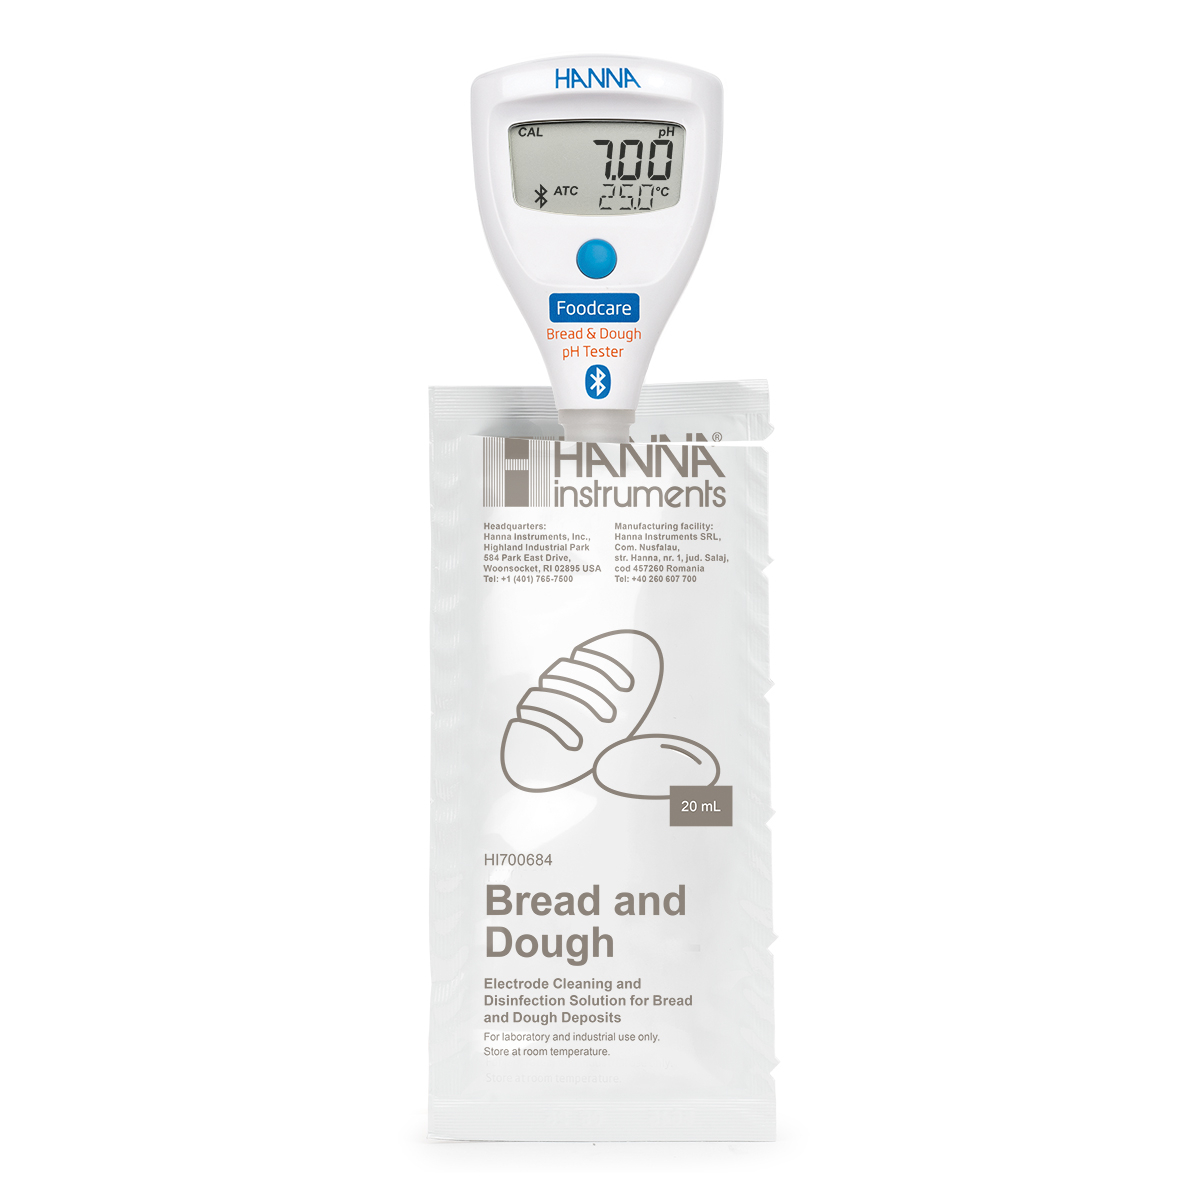 HANNA
CAL pH
7.00
ATC 25.0 °C
Foodcare
Bread & Dough
pH Tester
HANNA®
instruments
Headquarters:
Hanna Instruments, Inc.,
Highland Industrial Park
584 Park East Drive,
Woonsocket, RI 02895 USA
Tel: +1 (401) 765-7500
Manufacturing facility:
Hanna Instruments SRL,
Com. Nusfalau,
str. Hanna, nr. 1, jud. Salaj,
cod 457260 Romania
Tel: +40 260 607 700
20 mL
HI700684
Bread and
Dough
Electrode Cleaning and
Disinfection Solution for Bread
and Dough Deposits
For laboratory and industrial use only.
Store at room temperature.
Store at room temperature.